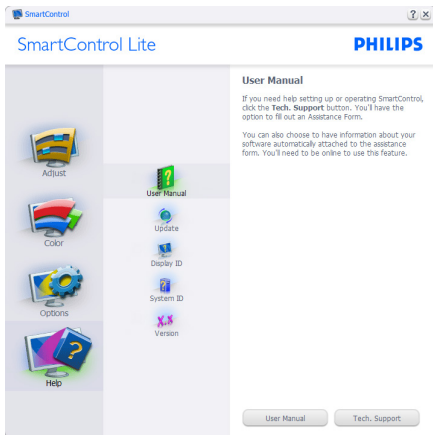 SmartControl
? x
SmartControl Lite
PHILIPS
Adjust
Color
Options
Help
User Manual
Update
Display ID
System ID
X.X
Version
User Manual
If you need help setting up or operating SmartControl,
click the Tech. Support button. You'll have the
option to fill out an Assistance Form.
You can also choose to have information about your
software automatically attached to the assistance
form. You'll need to be online to use this feature.
User Manual
Tech. Support